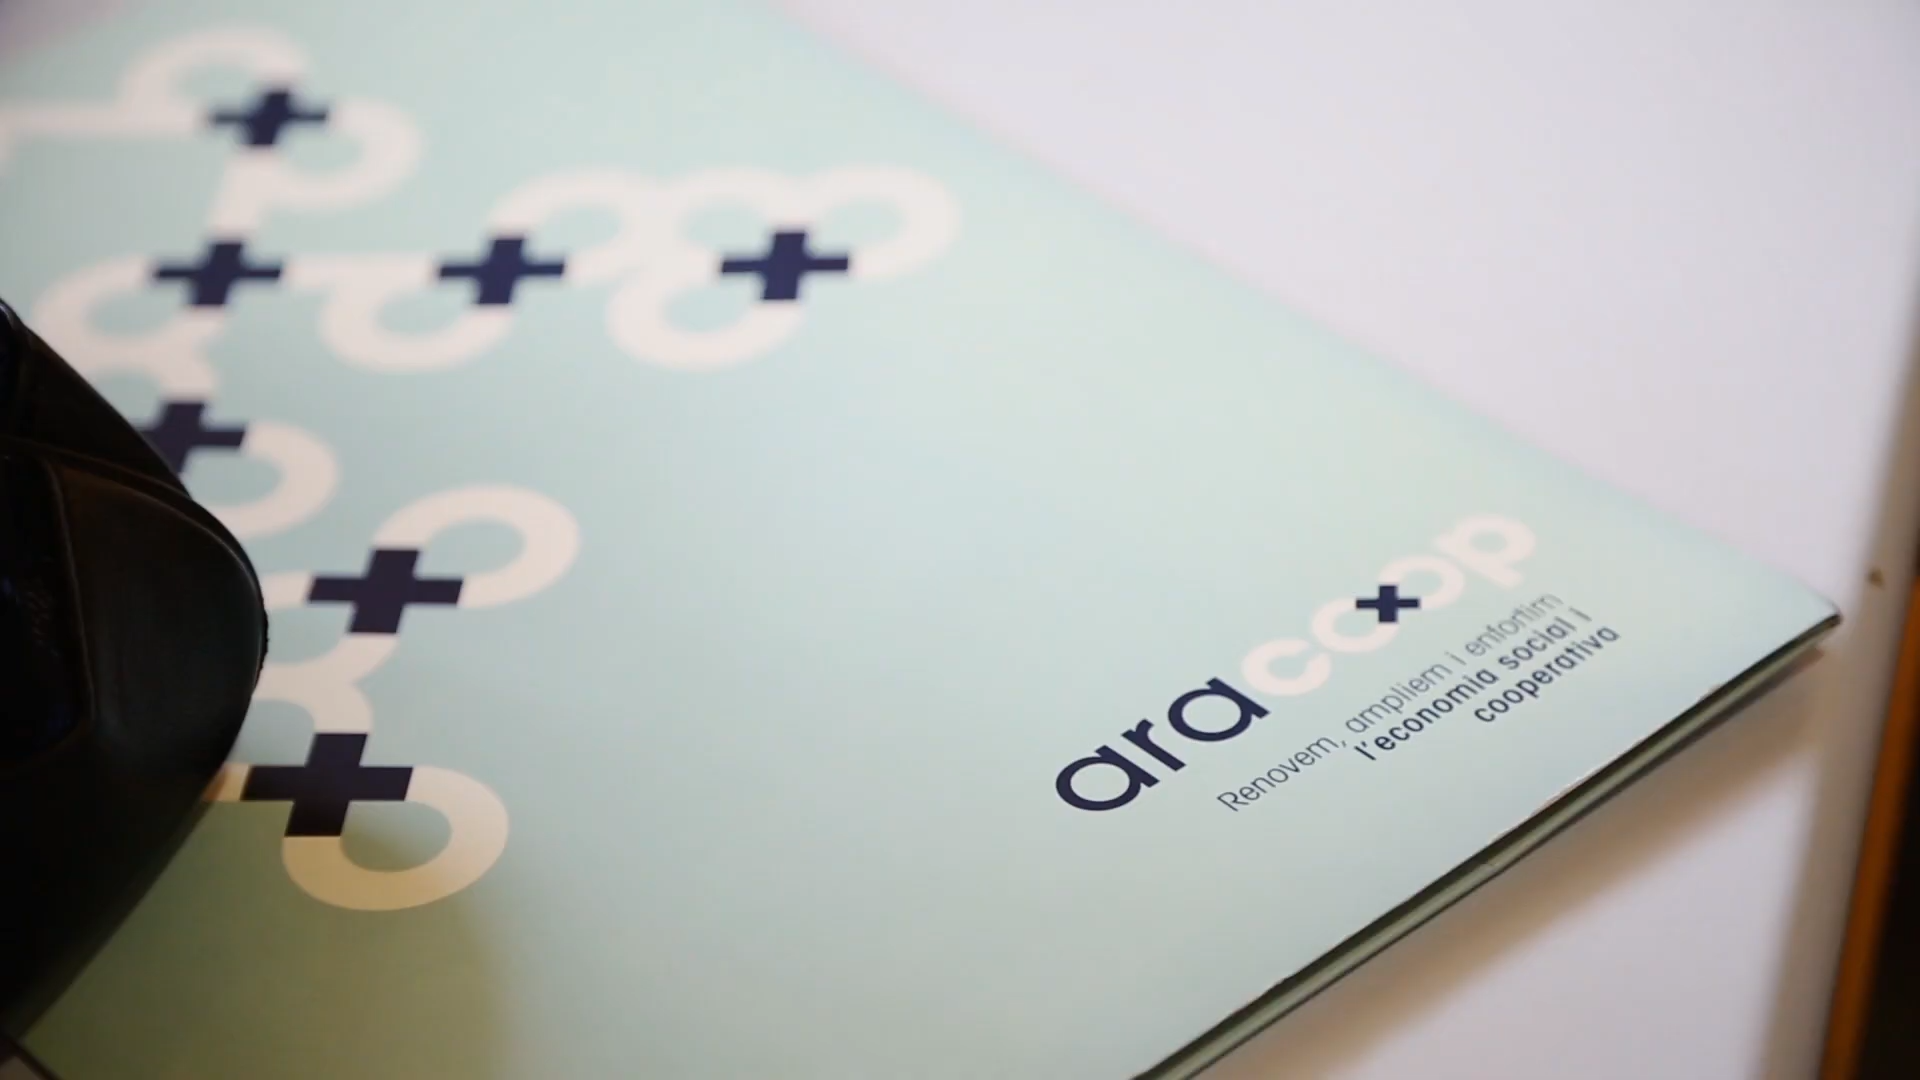 aracoop
Renovem, ampliem i enfortim
l'economia social i
cooperativa